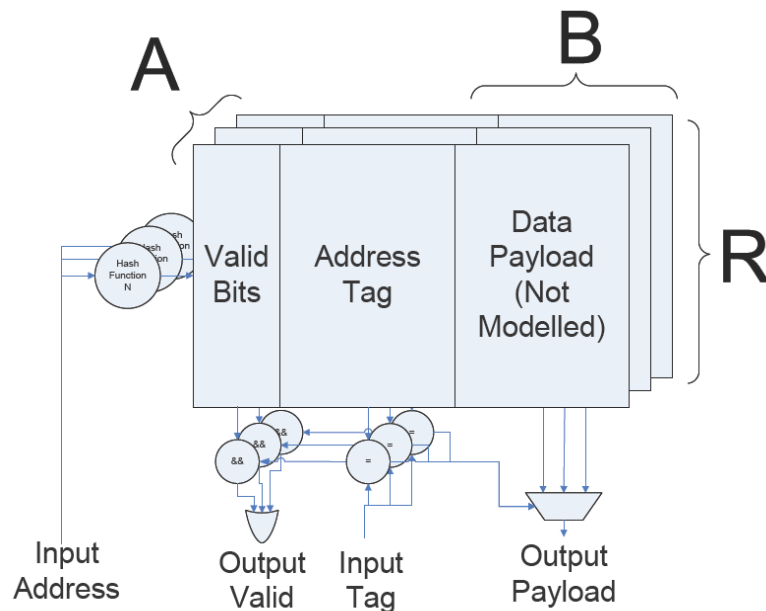 A
B
R
Hash
Function
N
Valid
Bits
Address
Tag
Data
Payload
(Not
Modelled)
&&
&&
&&
=
=
=
Input
Address
Output
Valid
Input
Tag
Output
Payload